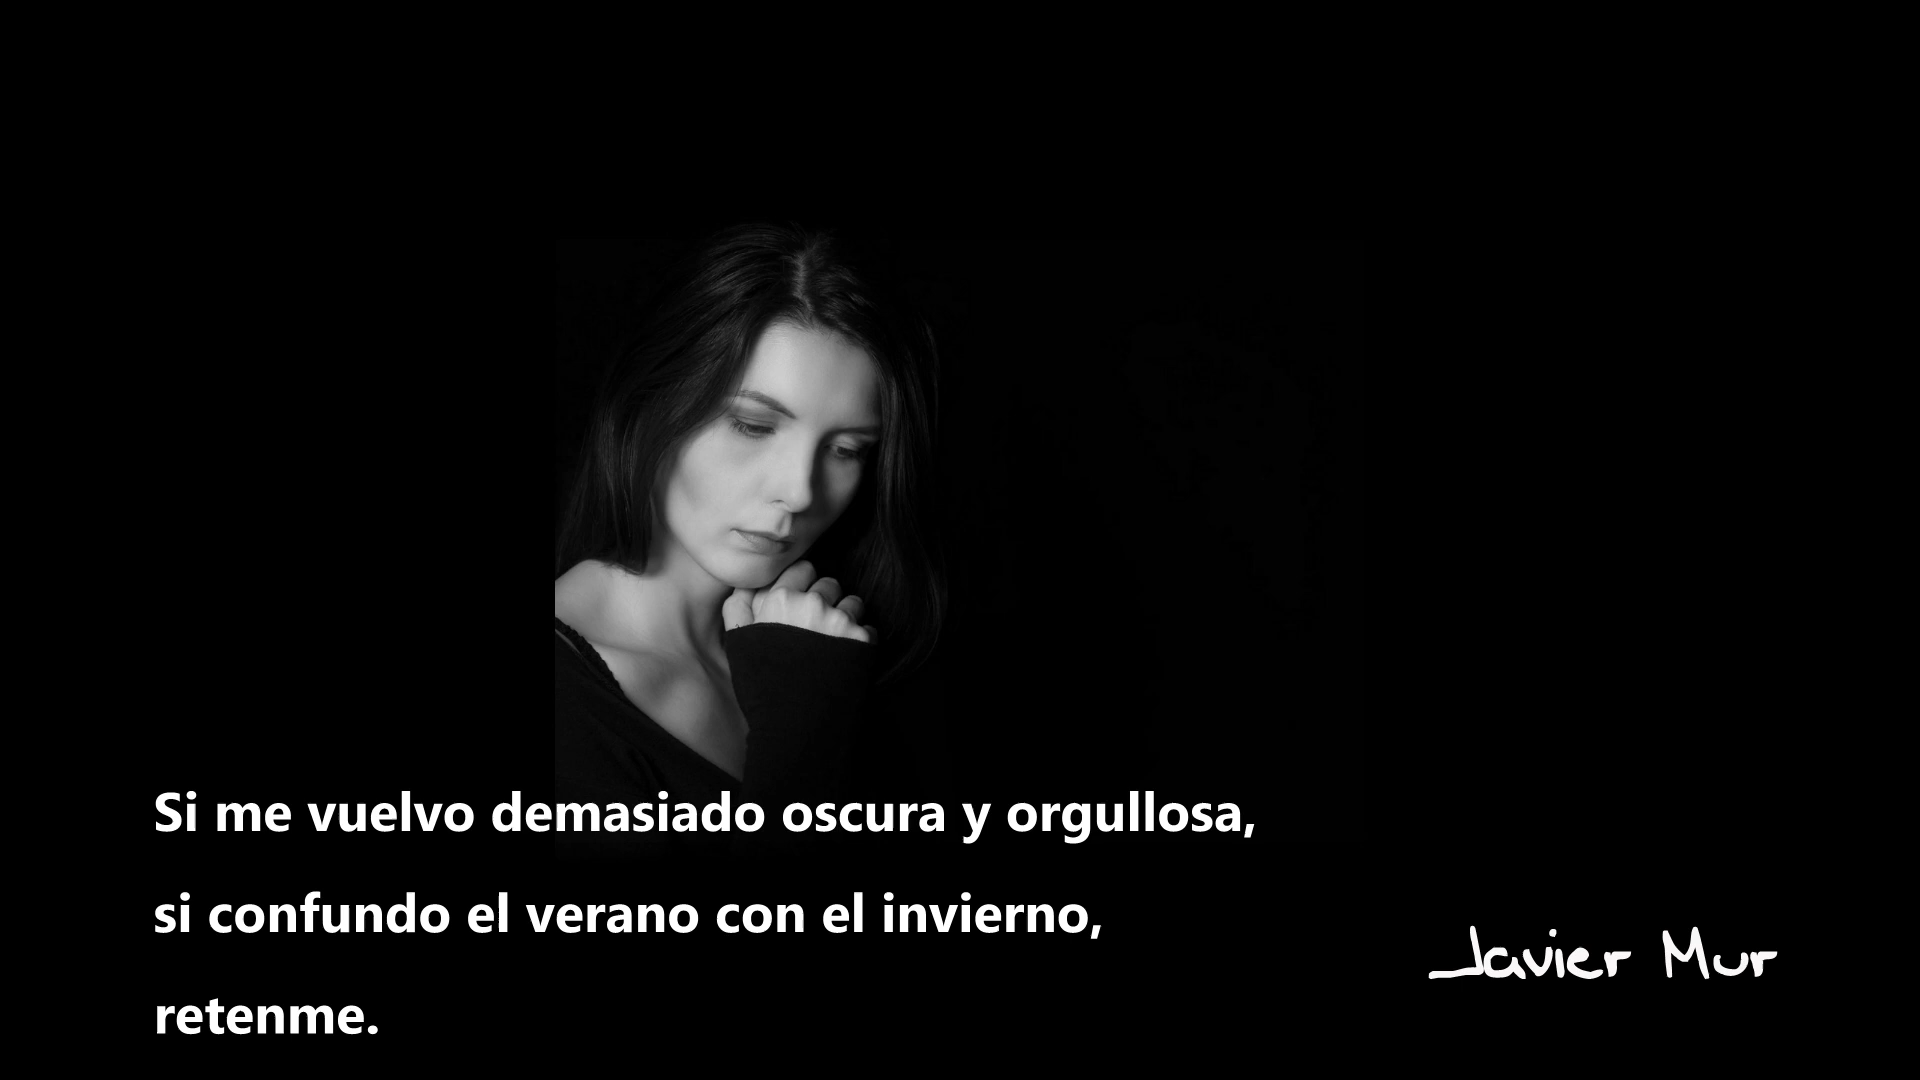 Si me vuelvo demasiado oscura y orgullosa,
si confundo el verano con el invierno,
retenme.
Javier Mur